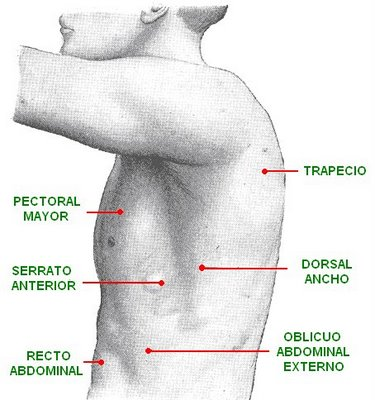 TRAPECIO
PECTORAL
MAYOR
SERRATO
ANTERIOR
DORSAL
ANCHO
OBLICUO
ABDOMINAL
EXTERNO
RECTO
ABDOMINAL